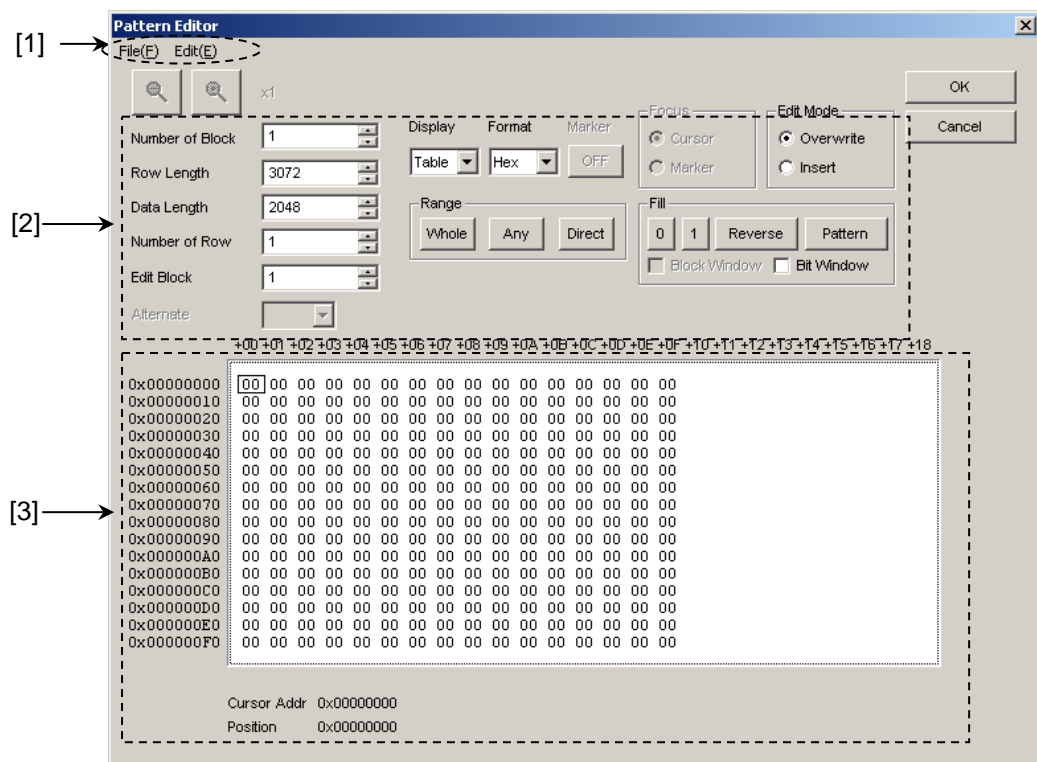 Pattern Editor
[1]
File(F) Edit(E)
x1
OK
Cancel
Number of Block 1
Row Length 3072
Data Length 2048
Number of Row 1
Edit Block 1
Alternate
Display Format Marker
Table Hex OFF
Focus
Cursor
Marker
Edit Mode
Overwrite
Insert
Range
Whole Any Direct
Fill
0 1 Reverse Pattern
Block Window Bit Window
[2]
+00 +01 +02 +03 +04 +05 +06 +07 +08 +09 +0A +0B +0C +0D +0E +0F +10 +11 +12 +13 +14 +15 +16 +17 +18
0x00000000 00 00 00 00 00 00 00 00 00 00 00 00 00 00 00 00
0x00000010 00 00 00 00 00 00 00 00 00 00 00 00 00 00 00 00
0x00000020 00 00 00 00 00 00 00 00 00 00 00 00 00 00 00 00
0x00000030 00 00 00 00 00 00 00 00 00 00 00 00 00 00 00 00
0x00000040 00 00 00 00 00 00 00 00 00 00 00 00 00 00 00 00
0x00000050 00 00 00 00 00 00 00 00 00 00 00 00 00 00 00 00
0x00000060 00 00 00 00 00 00 00 00 00 00 00 00 00 00 00 00
0x00000070 00 00 00 00 00 00 00 00 00 00 00 00 00 00 00 00
[3]
0x00000080 00 00 00 00 00 00 00 00 00 00 00 00 00 00 00 00
0x00000090 00 00 00 00 00 00 00 00 00 00 00 00 00 00 00 00
0x000000A0 00 00 00 00 00 00 00 00 00 00 00 00 00 00 00 00
0x000000B0 00 00 00 00 00 00 00 00 00 00 00 00 00 00 00 00
0x000000C0 00 00 00 00 00 00 00 00 00 00 00 00 00 00 00 00
0x000000D0 00 00 00 00 00 00 00 00 00 00 00 00 00 00 00 00
0x000000E0 00 00 00 00 00 00 00 00 00 00 00 00 00 00 00 00
0x000000F0 00 00 00 00 00 00 00 00 00 00 00 00 00 00 00 00
Cursor Addr 0x00000000
Position 0x00000000